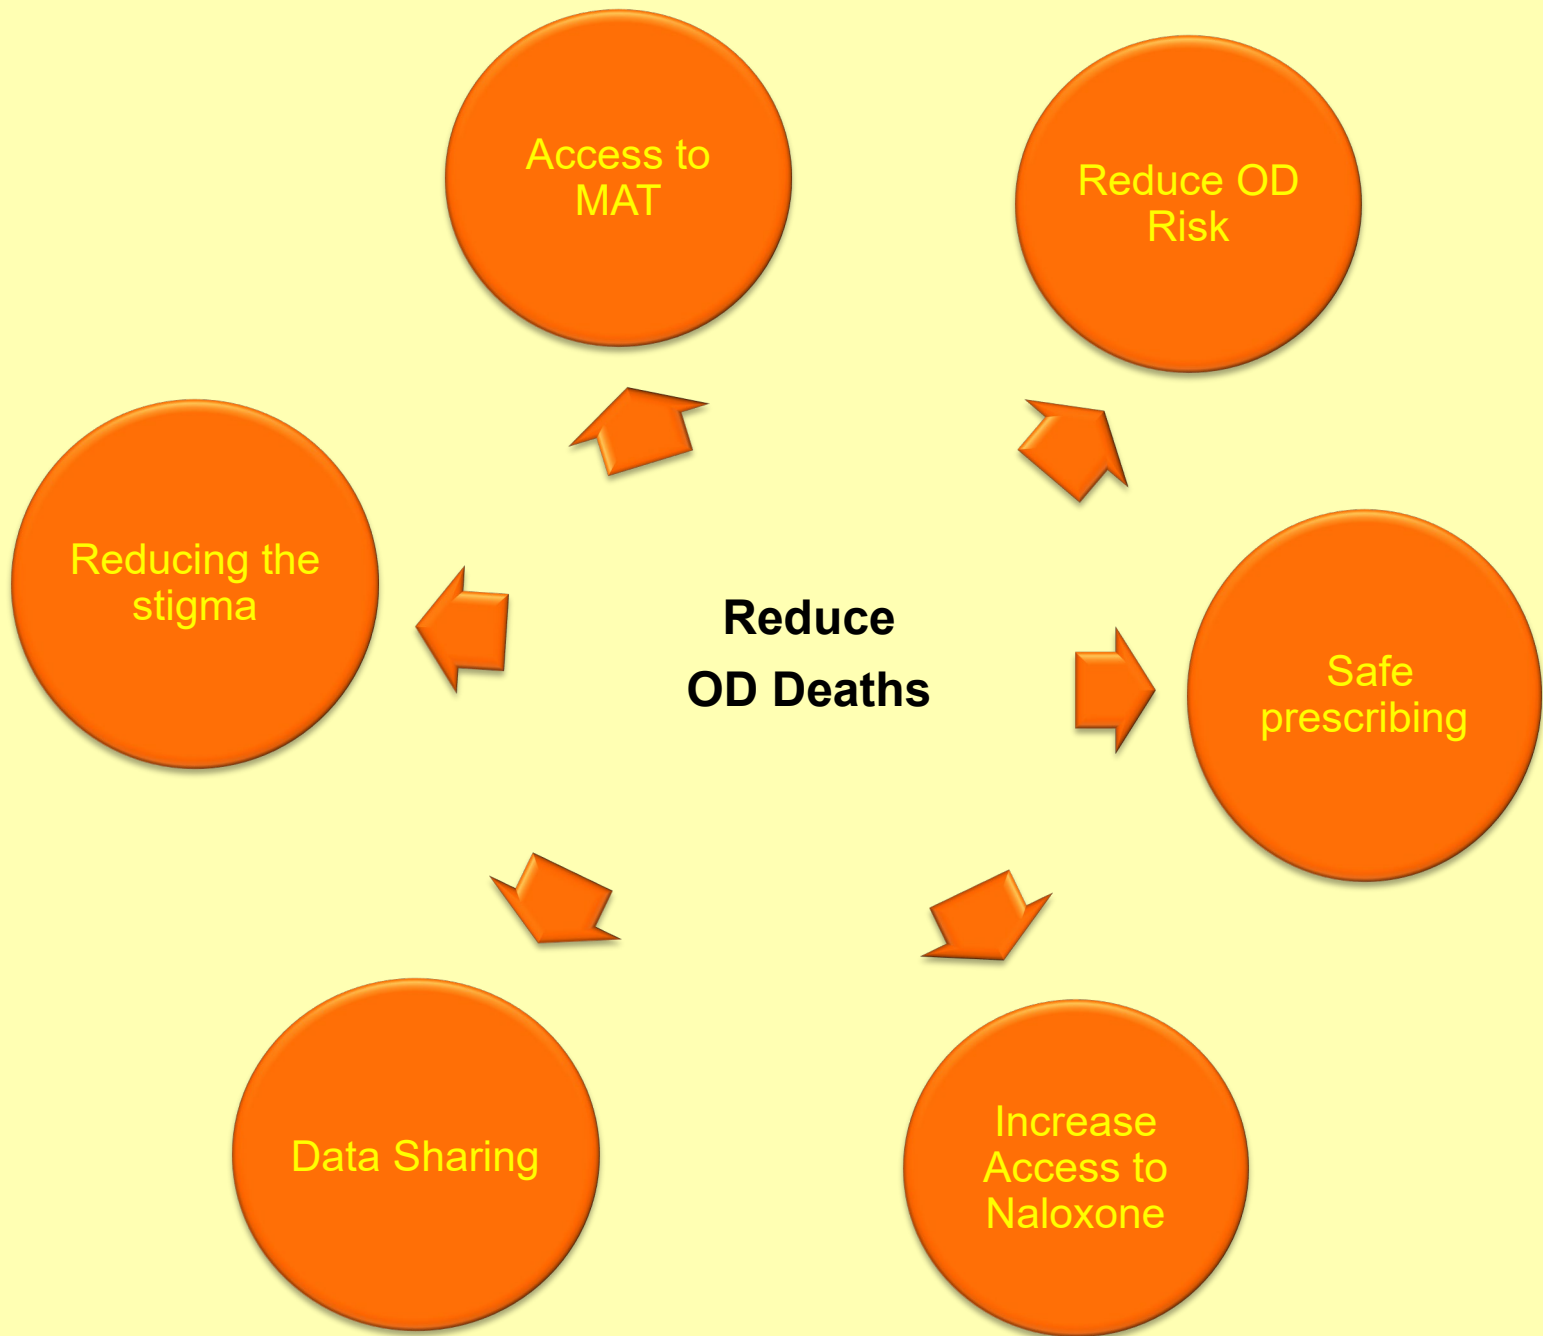 Access to
MAT
Reduce OD
Risk
Reducing the
stigma
Reduce
OD Deaths
Safe
prescribing
Data Sharing
Increase
Access to
Naloxone